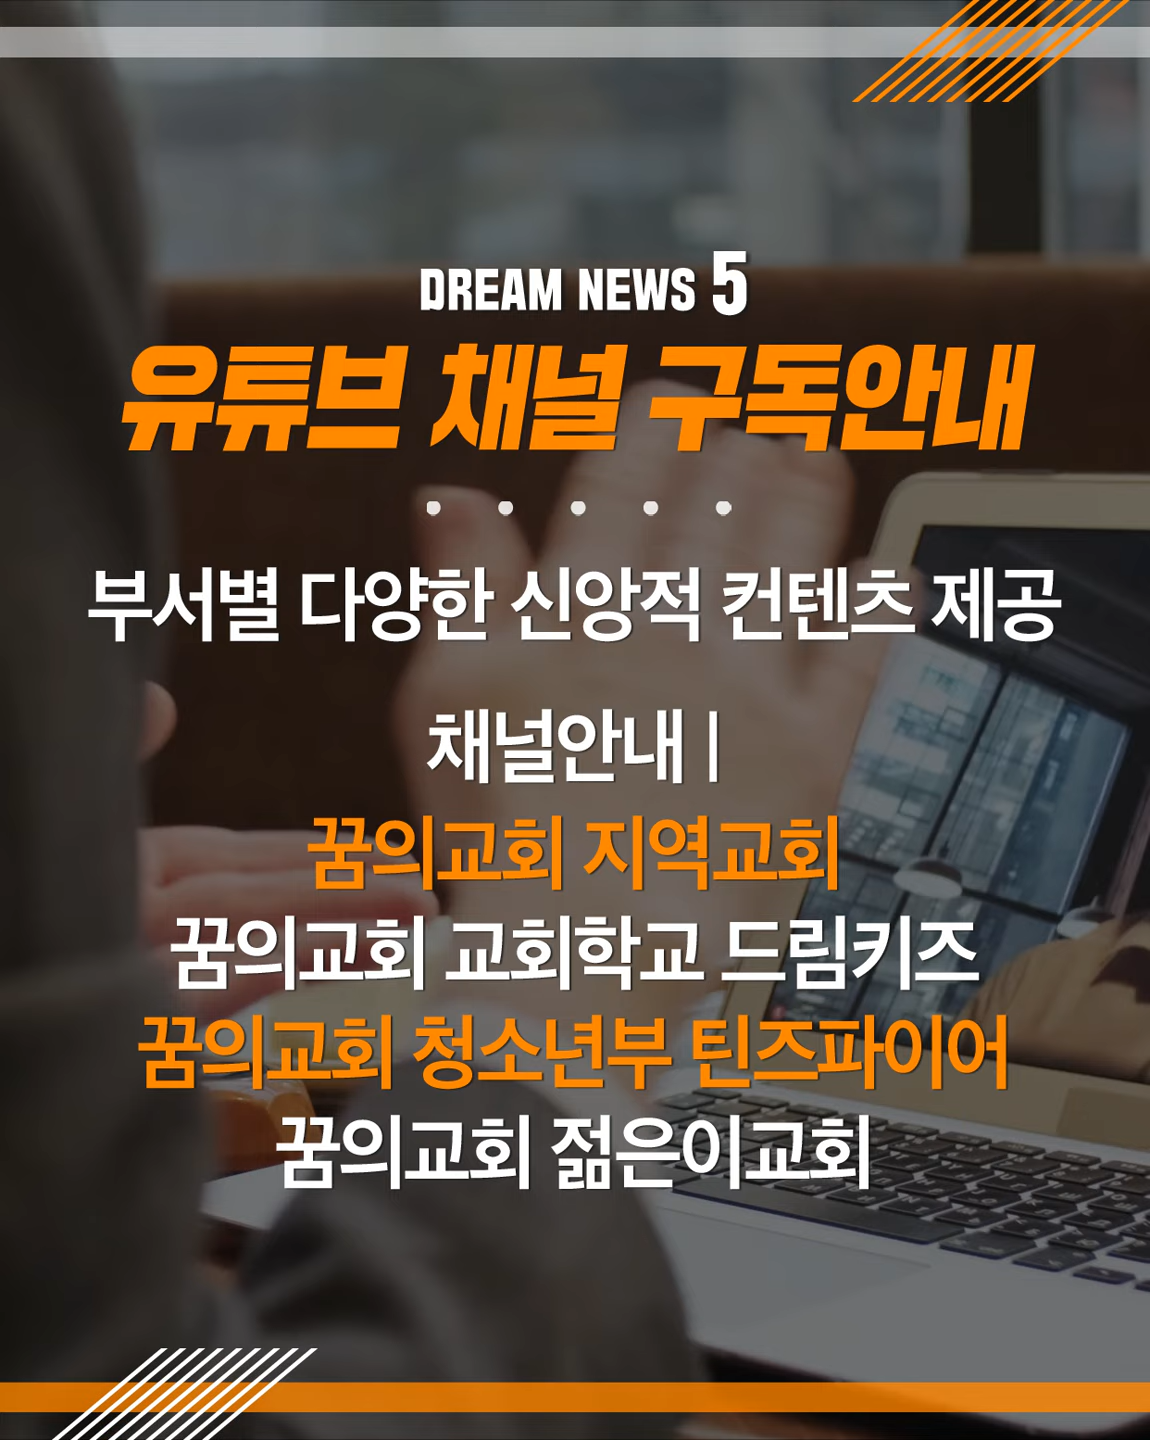 DREAM NEWS 5
유튜브 채널 구독안내
부서별 다양한 신앙적 컨텐츠 제공
채널안내 |
꿈의교회 지역교회
꿈의교회 교회학교 드림키즈
꿈의교회 청소년부 틴즈파이어
꿈의교회 젊은이교회